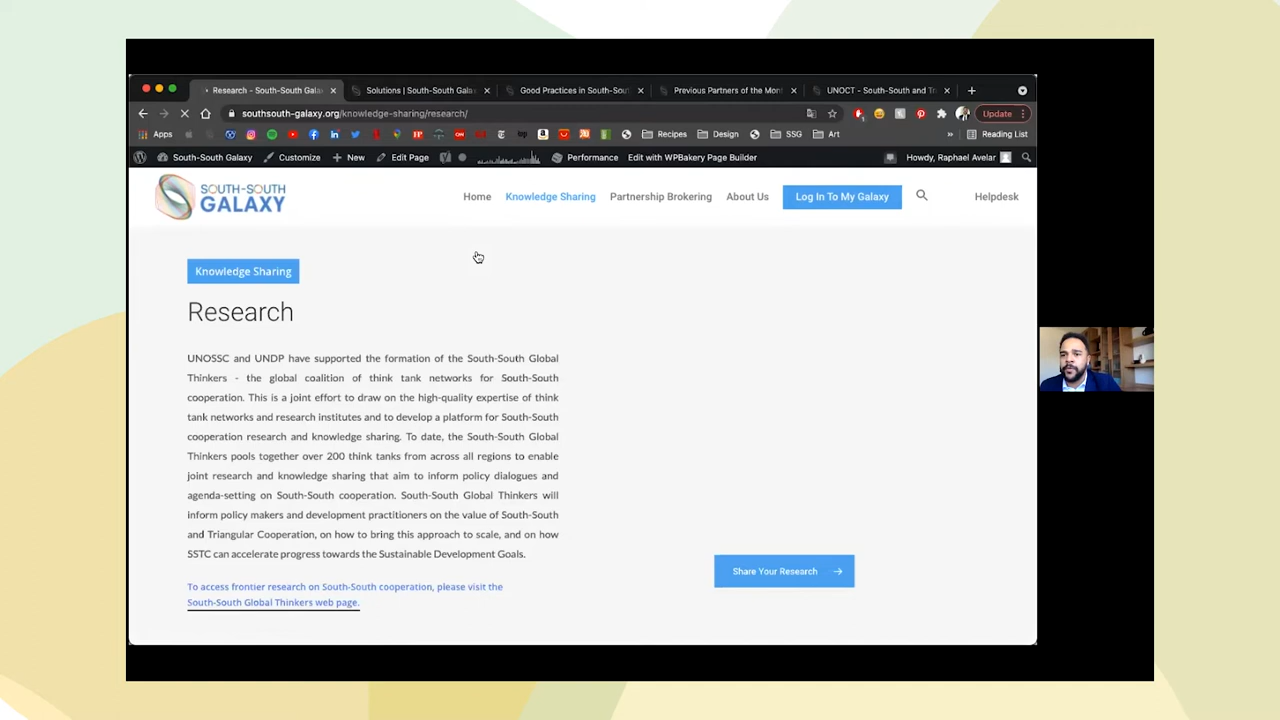 Research – South-South Gala
Solutions | South-South Gala
Good Practices in South-Sout
Previous Partners of the Mont
UNOCT - South-South and Tr
southsouth-galaxy.org/knowledge-sharing/research/
Update
Apps
Recipes
Design
SSG
Art
Reading List
South-South Galaxy
Customize
New
Edit Page
Performance
Edit with WPBakery Page Builder
Howdy, Raphael Avelar
SOUTH-SOUTH
GALAXY
Home
Knowledge Sharing
Partnership Brokering
About Us
Log In To My Galaxy
Helpdesk
Knowledge Sharing
Research
UNOSSC and UNDP have supported the formation of the South-South Global
Thinkers - the global coalition of think tank networks for South-South
cooperation. This is a joint effort to draw on the high-quality expertise of think
tank networks and research institutes and to develop a platform for South-South
cooperation research and knowledge sharing. To date, the South-South Global
Thinkers pools together over 200 think tanks from across all regions to enable
joint research and knowledge sharing that aim to inform policy dialogues and
agenda-setting on South-South cooperation. South-South Global Thinkers will
inform policy makers and development practitioners on the value of South-South
and Triangular Cooperation, on how to bring this approach to scale, and on how
SSTC can accelerate progress towards the Sustainable Development Goals.
To access frontier research on South-South cooperation, please visit the
South-South Global Thinkers web page.
Share Your Research